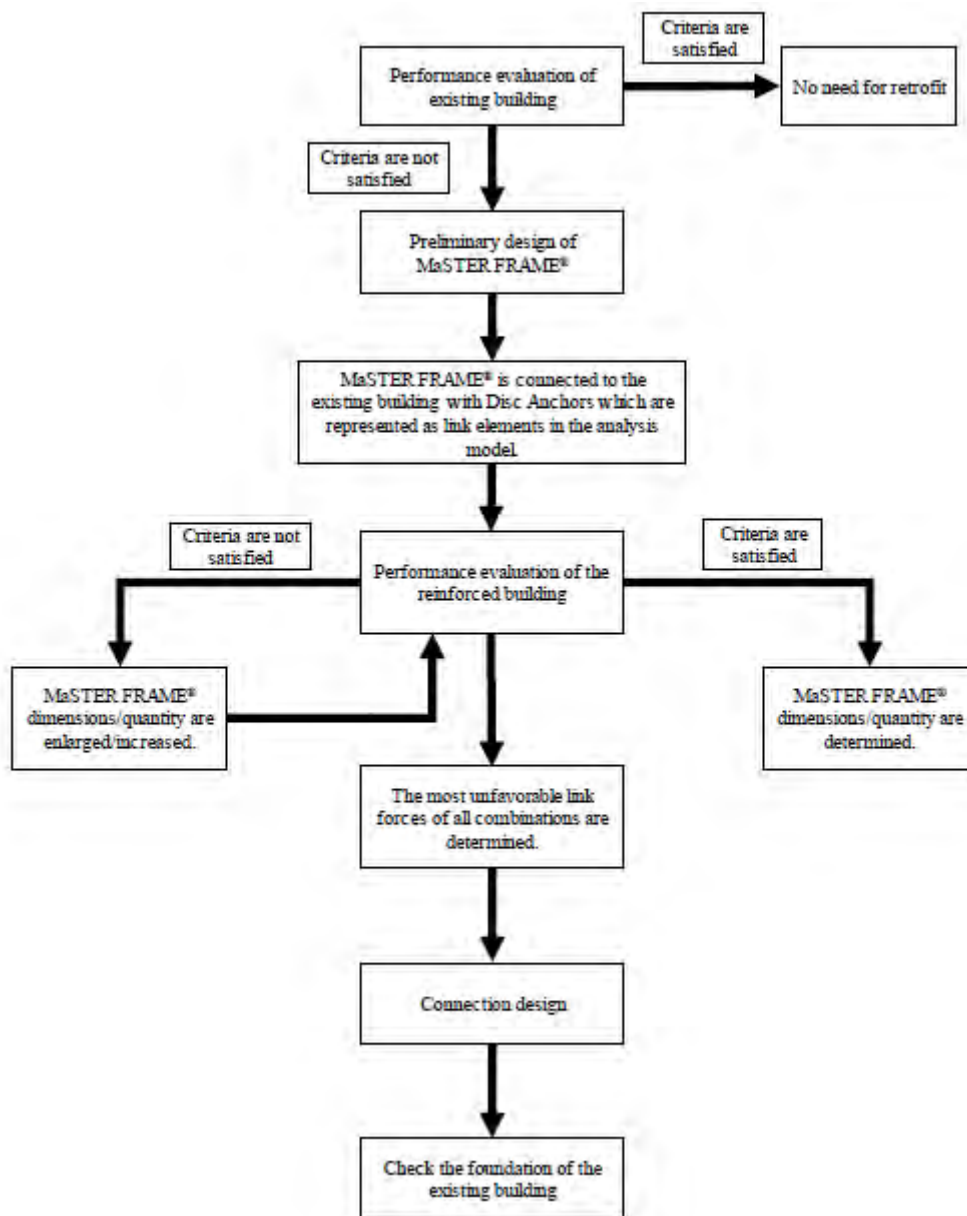 Criteria are
satisfied
Performance evaluation of
existing building
No need for retrofit
Criteria are not
satisfied
Preliminary design of
MaSTER FRAME®
MaSTER FRAME® is connected to the
existing building with Disc Anchors which are
represented as link elements in the analysis
model.
Criteria are not
satisfied
Criteria are
satisfied
Performance evaluation of the
reinforced building
MaSTER FRAME®
dimensions/quantity are
enlarged/increased.
MaSTER FRAME®
dimensions/quantity are
determined.
The most unfavorable link
forces of all combinations are
determined.
Connection design
Check the foundation of the
existing building